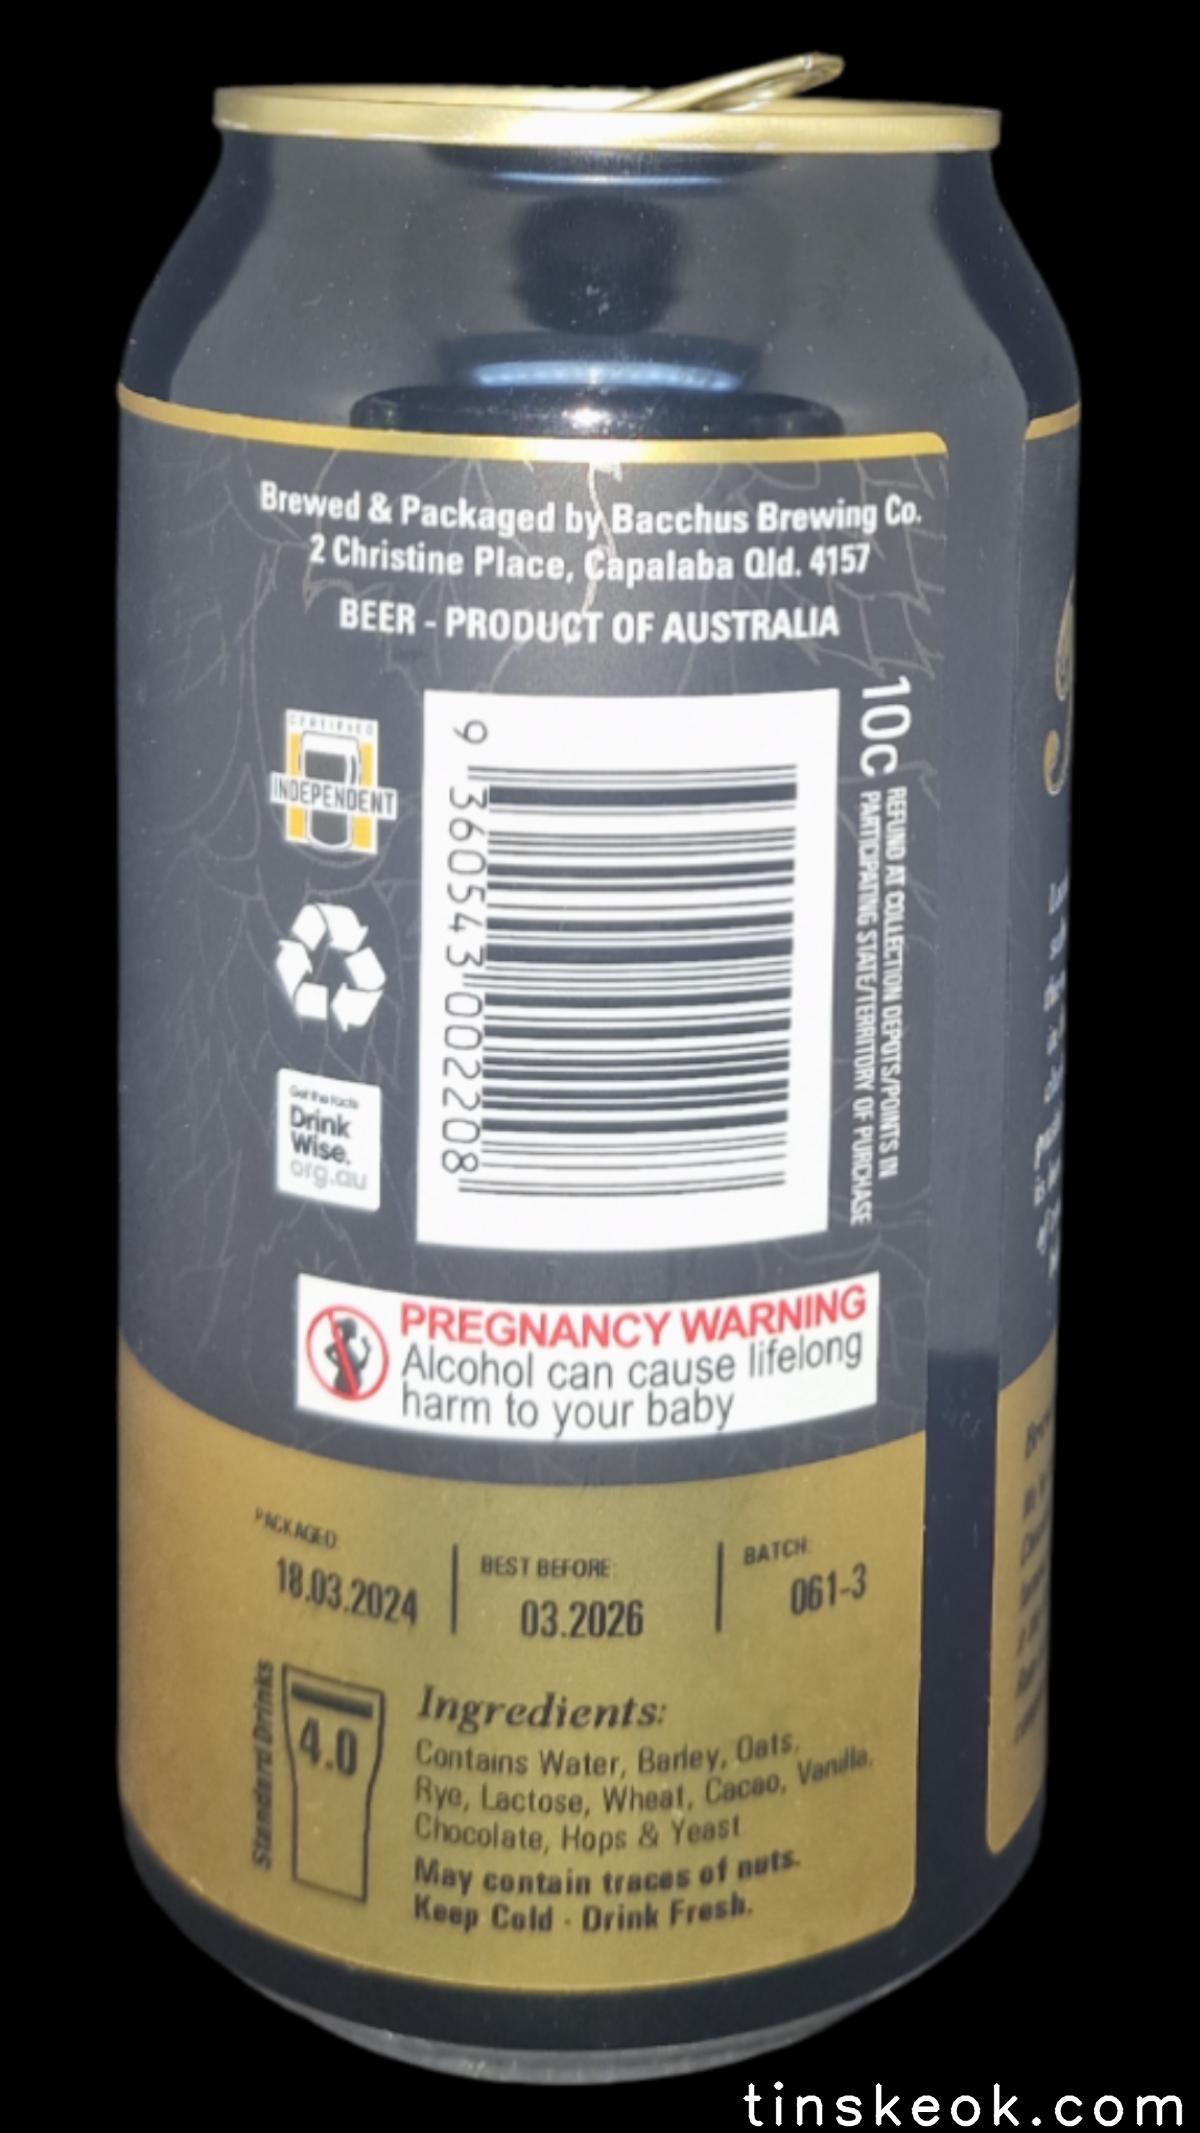 Brewed & Packaged by Bacchus Brewing Co.
2 Christine Place, Capalaba Qld. 4157
BEER - PRODUCT OF AUSTRALIA
CERTIFIED
INDEPENDENT
9 360543 002208
10c
REFUND AT COLLECTION DEPOTS/POINTS IN
PARTICIPATING STATE/TERRITORY OF PURCHASE
Get the facts
Drink
Wise.
org.au
PREGNANCY WARNING
Alcohol can cause lifelong
harm to your baby
PACKAGED:
18.03.2024
BEST BEFORE:
03.2026
BATCH:
061-3
Standard Drinks
4.0
Ingredients:
Contains Water, Barley, Oats,
Rye, Lactose, Wheat, Cacao, Vanilla,
Chocolate, Hops & Yeast
May contain traces of nuts.
Keep Cold · Drink Fresh.
tinskeok.com